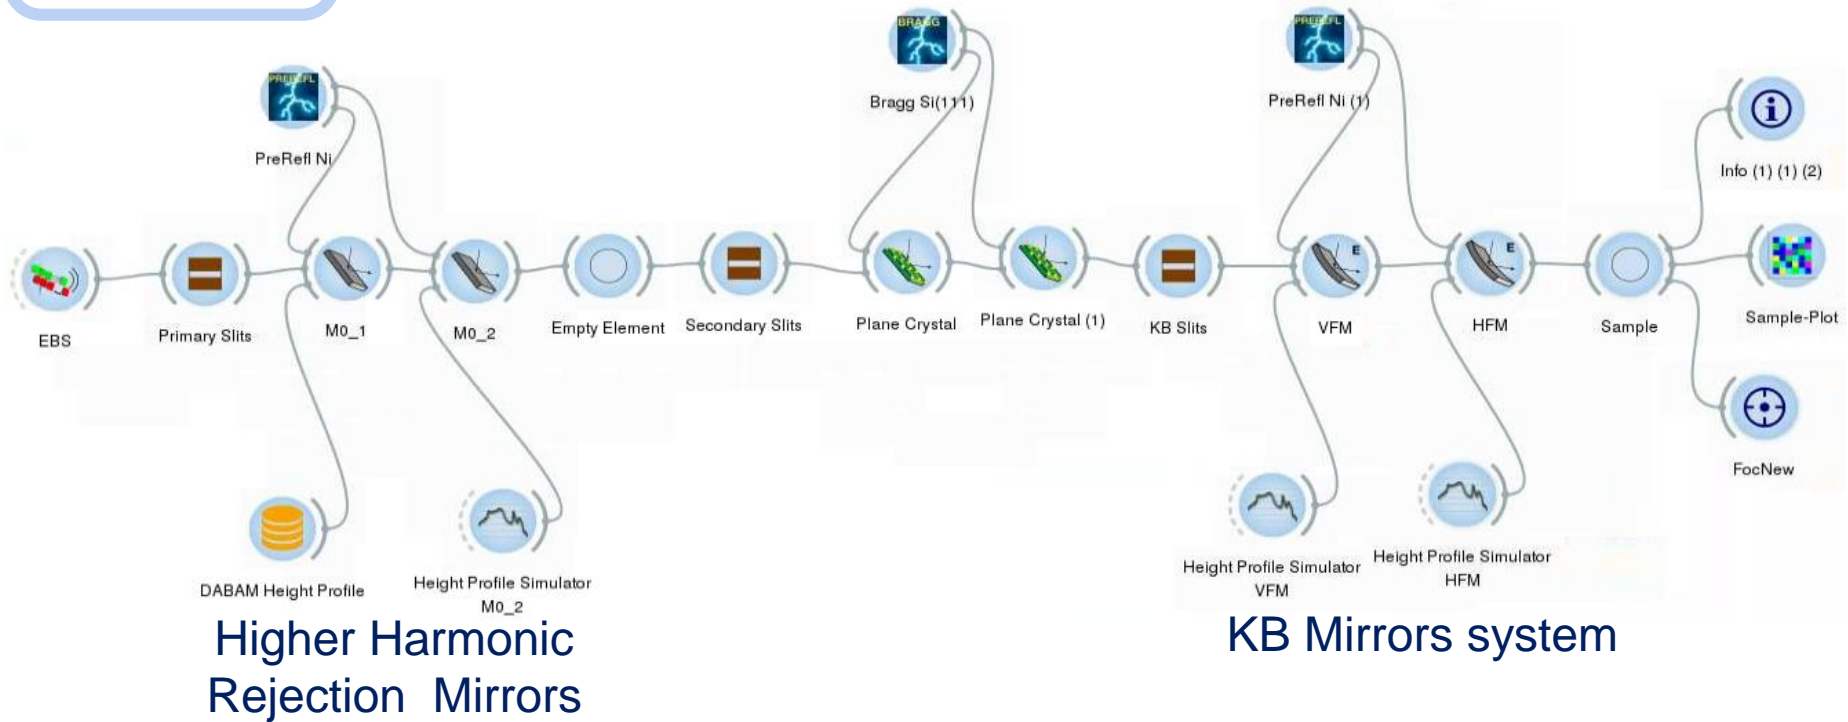 BRAGG
PREREFL
Bragg Si(111)
PreRefl Ni (1)
PREREFL
PreRefl Ni
Info (1) (1) (2)
E
E
EBS
Primary Slits
M0_1
M0_2
Empty Element
Secondary Slits
Plane Crystal
Plane Crystal (1)
KB Slits
VFM
HFM
Sample
Sample-Plot
FocNew
DABAM Height Profile
Height Profile Simulator
M0_2
Height Profile Simulator
VFM
Height Profile Simulator
HFM
Higher Harmonic
Rejection Mirrors
KB Mirrors system